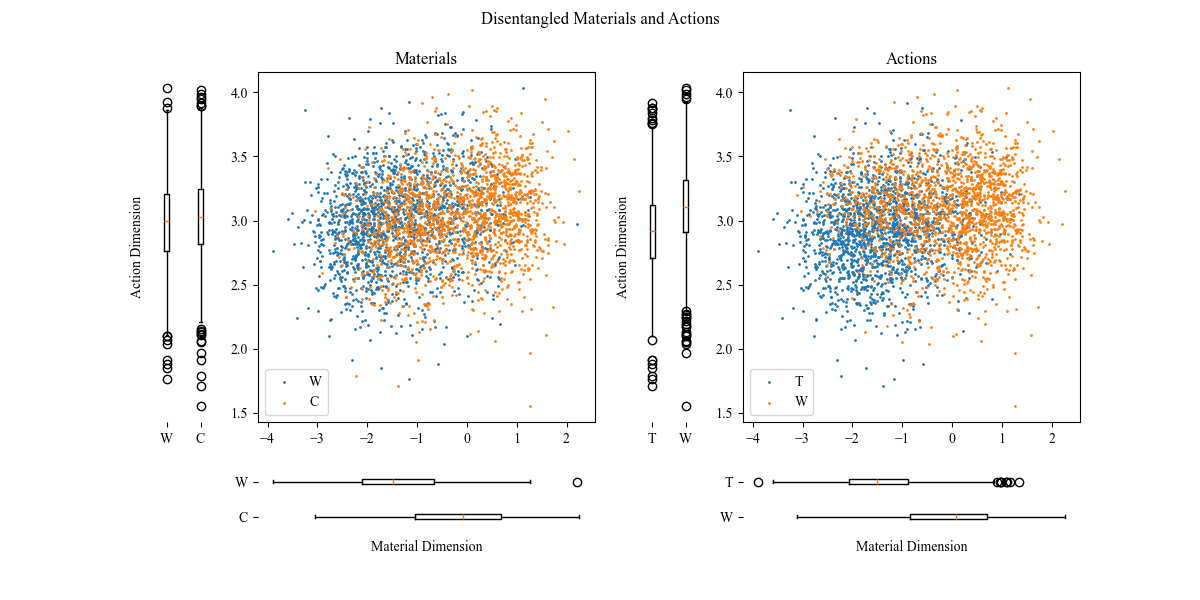 Disentangled Materials and Actions
Materials
Action Dimension
4.0
3.5
3.0
2.5
2.0
1.5
W
C
W C
−4 −3 −2 −1 0 1 2
W
C
Material Dimension
Actions
Action Dimension
4.0
3.5
3.0
2.5
2.0
1.5
T
W
T W
−4 −3 −2 −1 0 1 2
T
W
Material Dimension